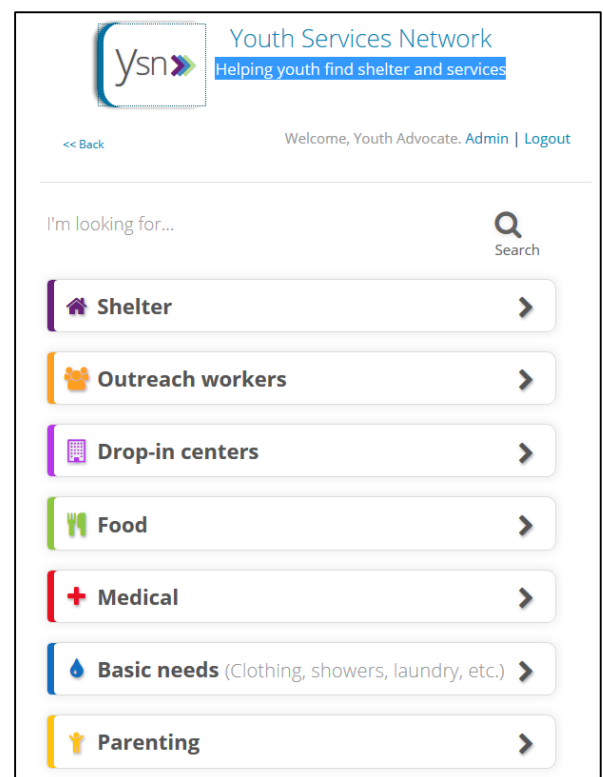 ysn
Youth Services Network
Helping youth find shelter and services
<< Back
Welcome, Youth Advocate. Admin | Logout
I'm looking for...
Search
Shelter
Outreach workers
Drop-in centers
Food
Medical
Basic needs (Clothing, showers, laundry, etc.)
Parenting